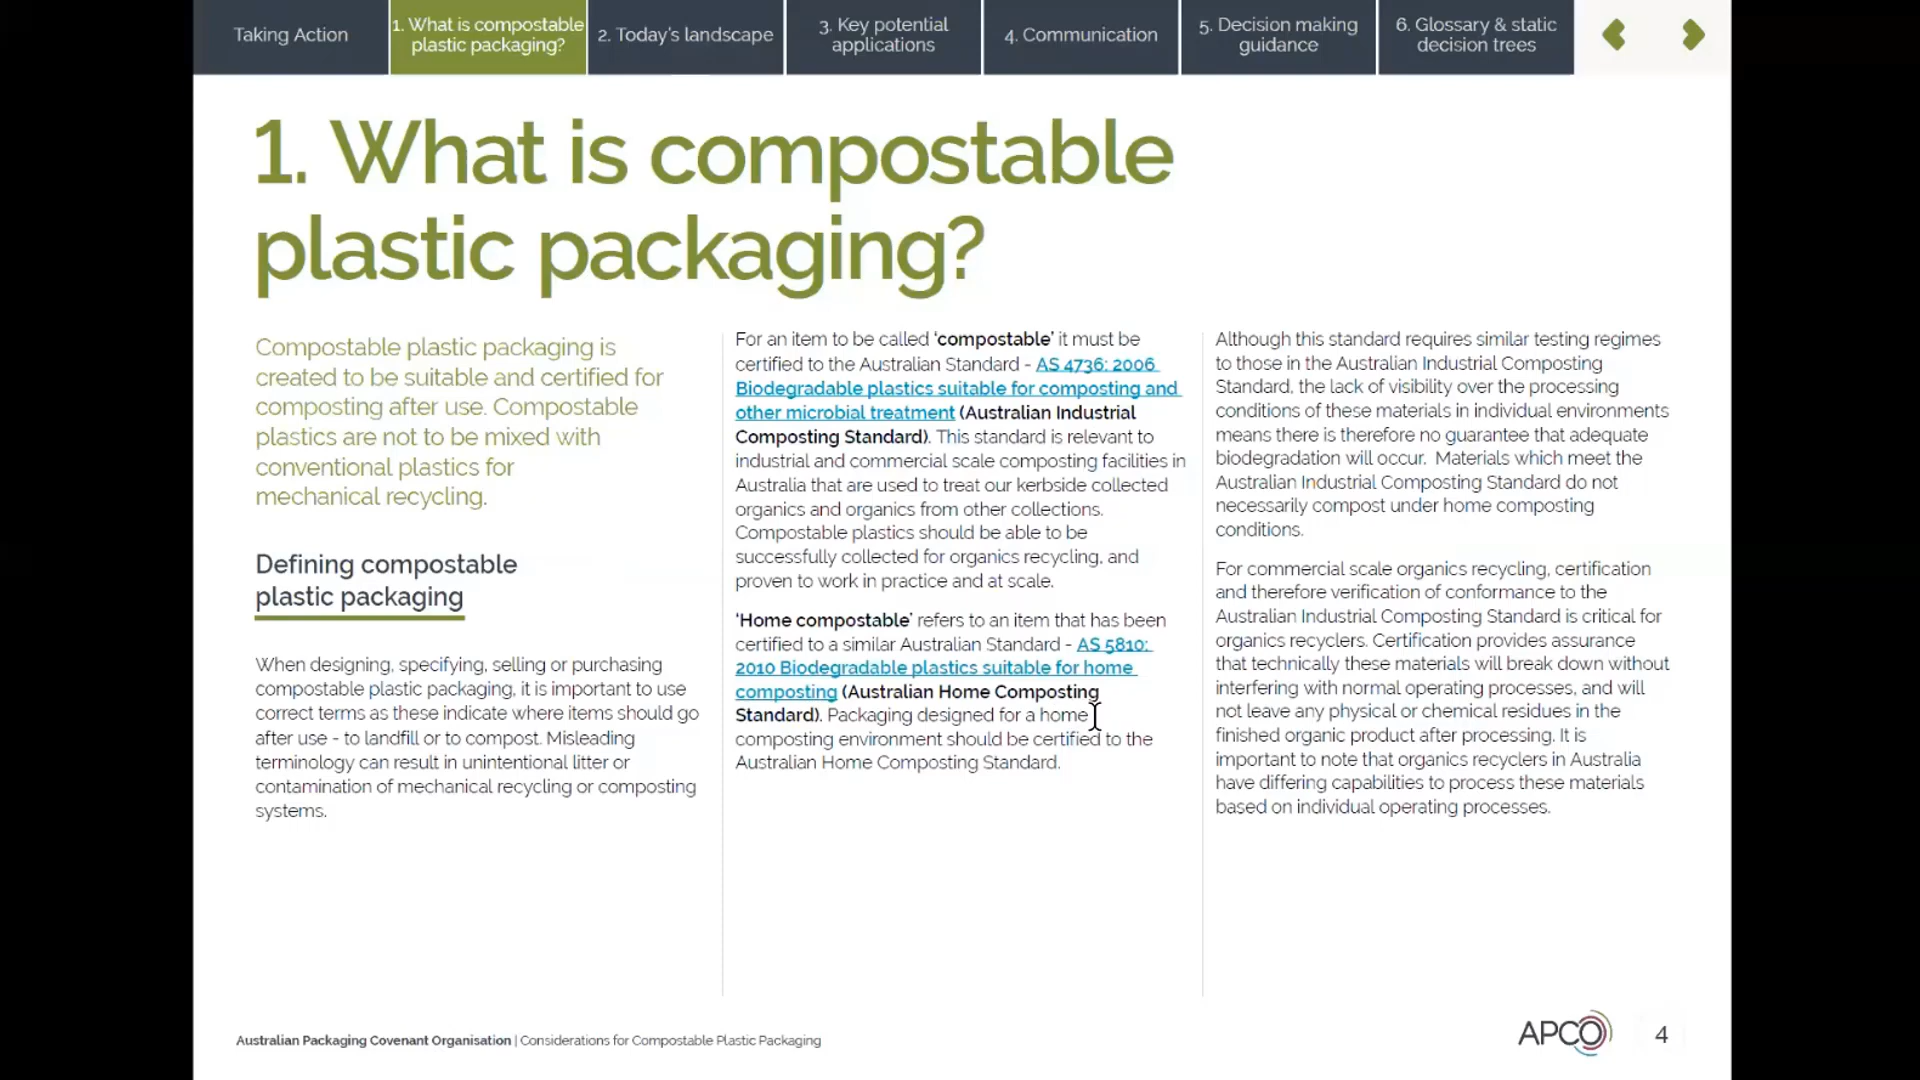 Taking Action
1. What is compostable
plastic packaging?
2. Today's landscape
3. Key potential
applications
4. Communication
5. Decision making
guidance
6. Glossary & static
decision trees
1. What is compostable
plastic packaging?
Compostable plastic packaging is
created to be suitable and certified for
composting after use. Compostable
plastics are not to be mixed with
conventional plastics for
mechanical recycling.
Defining compostable
plastic packaging
When designing, specifying, selling or purchasing
compostable plastic packaging, it is important to use
correct terms as these indicate where items should go
after use - to landfill or to compost. Misleading
terminology can result in unintentional litter or
contamination of mechanical recycling or composting
systems.
For an item to be called 'compostable' it must be
certified to the Australian Standard - AS 4736: 2006
Biodegradable plastics suitable for composting and
other microbial treatment (Australian Industrial
Composting Standard). This standard is relevant to
industrial and commercial scale composting facilities in
Australia that are used to treat our kerbside collected
organics and organics from other collections.
Compostable plastics should be able to be
successfully collected for organics recycling, and
proven to work in practice and at scale.
'Home compostable' refers to an item that has been
certified to a similar Australian Standard - AS 5810:
2010 Biodegradable plastics suitable for home
composting (Australian Home Composting
Standard). Packaging designed for a home
composting environment should be certified to the
Australian Home Composting Standard.
Although this standard requires similar testing regimes
to those in the Australian Industrial Composting
Standard, the lack of visibility over the processing
conditions of these materials in individual environments
means there is therefore no guarantee that adequate
biodegradation will occur. Materials which meet the
Australian Industrial Composting Standard do not
necessarily compost under home composting
conditions.
For commercial scale organics recycling, certification
and therefore verification of conformance to the
Australian Industrial Composting Standard is critical for
organics recyclers. Certification provides assurance
that technically these materials will break down without
interfering with normal operating processes, and will
not leave any physical or chemical residues in the
finished organic product after processing. It is
important to note that organics recyclers in Australia
have differing capabilities to process these materials
based on individual operating processes.
Australian Packaging Covenant Organisation | Considerations for Compostable Plastic Packaging
APCO
4